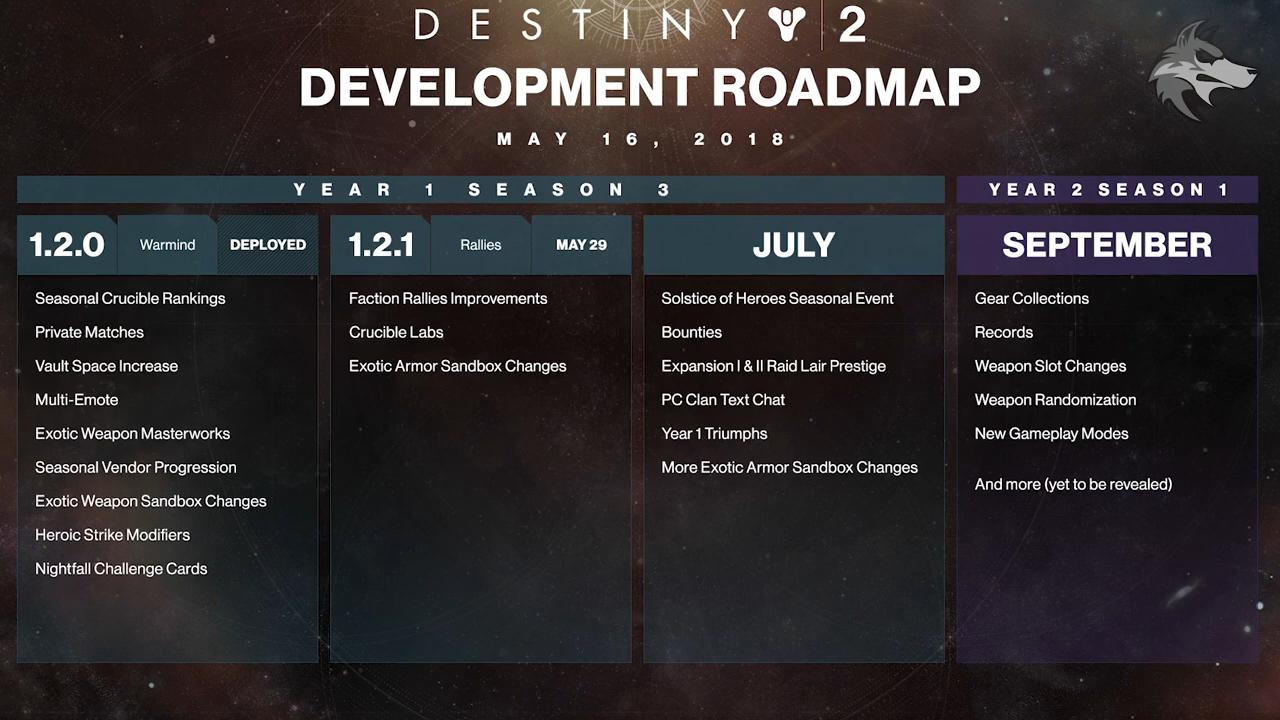 DESTINY 2
DEVELOPMENT ROADMAP
MAY 16, 2018
YEAR 1 SEASON 3
YEAR 2 SEASON 1
1.2.0 Warmind DEPLOYED
Seasonal Crucible Rankings
Private Matches
Vault Space Increase
Multi-Emote
Exotic Weapon Masterworks
Seasonal Vendor Progression
Exotic Weapon Sandbox Changes
Heroic Strike Modifiers
Nightfall Challenge Cards
1.2.1 Rallies MAY 29
Faction Rallies Improvements
Crucible Labs
Exotic Armor Sandbox Changes
JULY
Solstice of Heroes Seasonal Event
Bounties
Expansion I & II Raid Lair Prestige
PC Clan Text Chat
Year 1 Triumphs
More Exotic Armor Sandbox Changes
SEPTEMBER
Gear Collections
Records
Weapon Slot Changes
Weapon Randomization
New Gameplay Modes
And more (yet to be revealed)